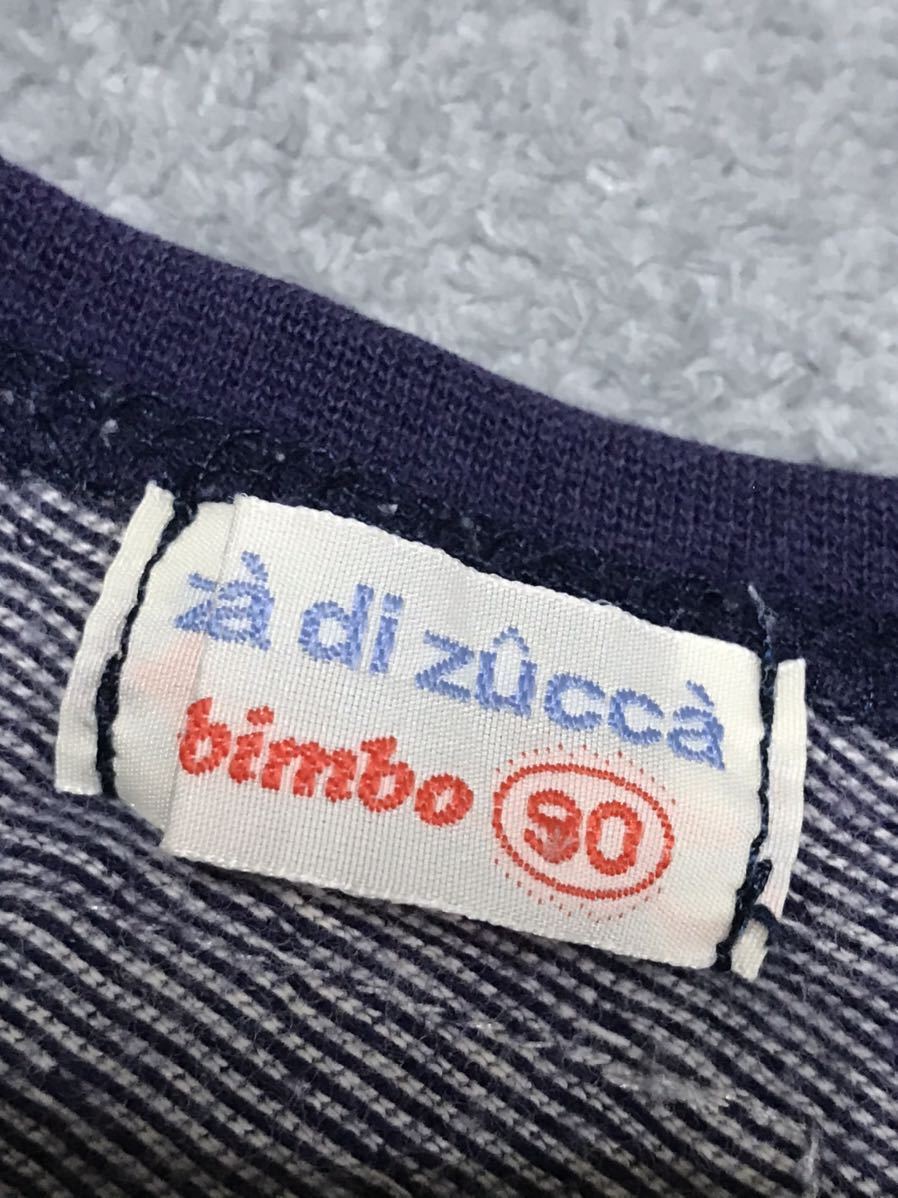 zà di zûccà
bimbo 90